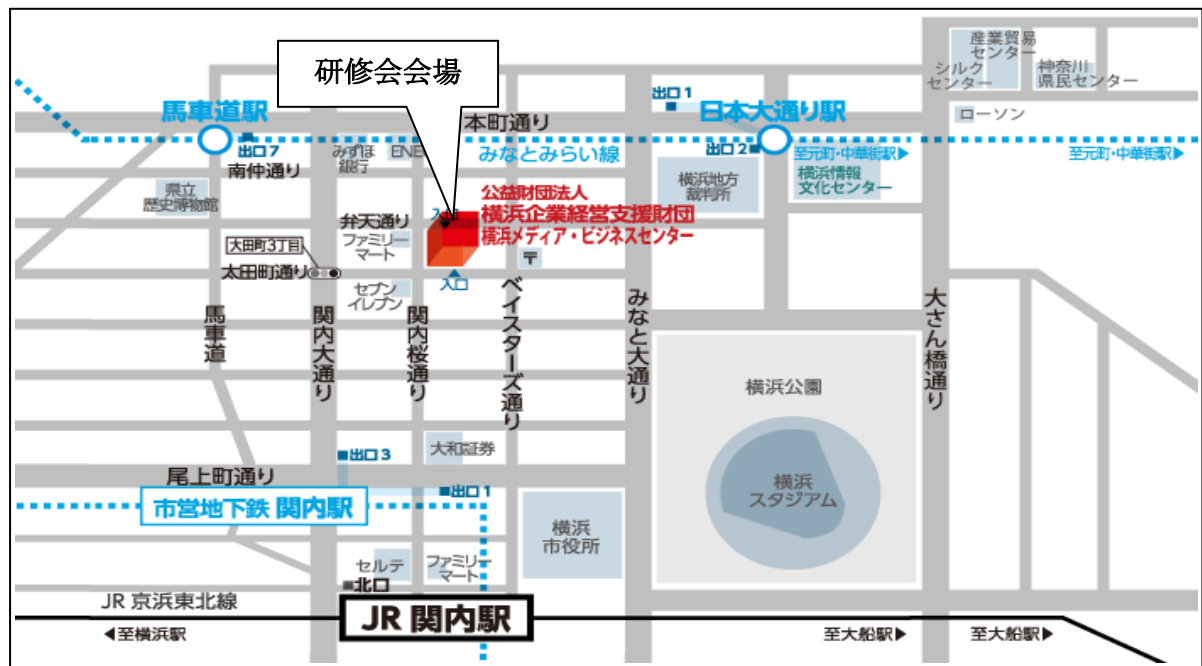 産業貿易
センター
シルク
センター
神奈川
県民センター
研修会会場
出口1
馬車道駅
日本大通り駅
ローソン
本町通り
出口7
みずほ
銀行
ENE
みなとみらい線
出口2
至元町・中華街駅▶
至元町・中華街駅▶
南仲通り
横浜地方
裁判所
横浜情報
文化センター
県立
歴史博物館
公益財団法人
横浜企業経営支援財団
横浜メディア・ビジネスセンター
弁天通り
ファミリー
マート
大田町3丁目
太田町通り
〒
入口
セブン
イレブン
馬車道
関内大通り
関内桜通り
ベイスターズ通り
みなと大通り
大さん橋通り
横浜公園
横浜
スタジアム
大和証券
出口3
尾上町通り
出口1
市営地下鉄 関内駅
横浜
市役所
セルテ
ファミリー
マート
北口
JR 京浜東北線
JR 関内駅
◀至横浜駅
至大船駅▶
至大船駅▶